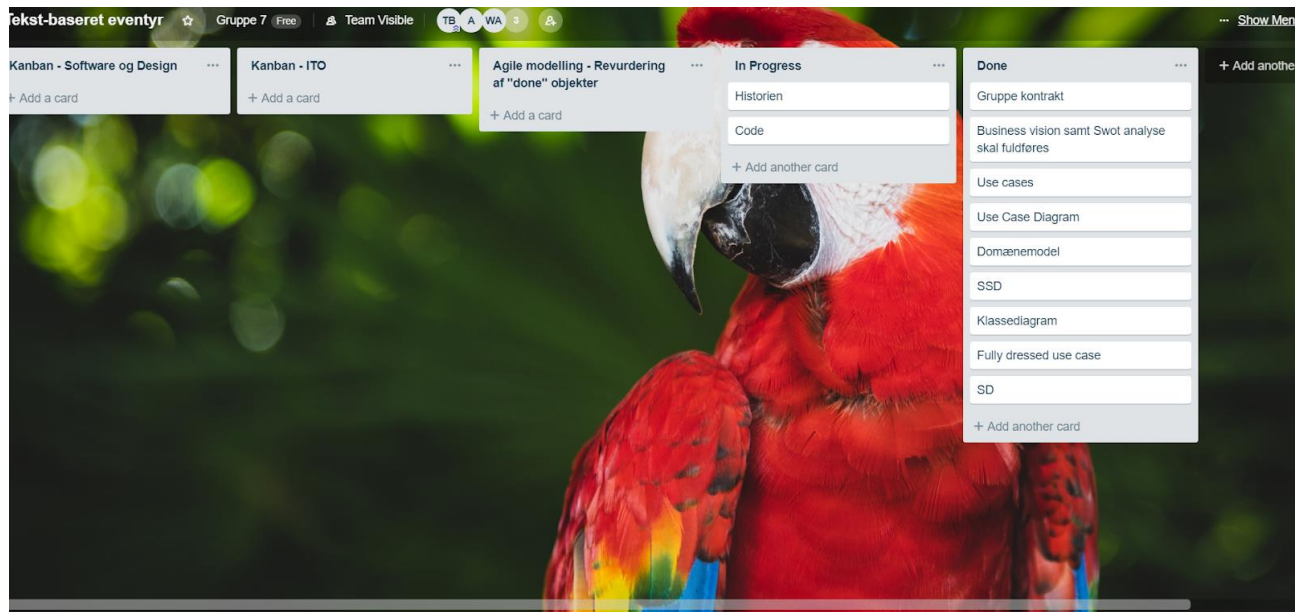 Tekst-baseret eventyr Gruppe 7 Free Team Visible TB A WA 3 ... Show Men
Kanban - Software og Design ...
+ Add a card
Kanban - ITO ...
+ Add a card
Agile modelling - Revurdering ...
af "done" objekter
+ Add a card
In Progress ...
Historien
Code
+ Add another card
Done ...
Gruppe kontrakt
Business vision samt Swot analyse
skal fuldføres
Use cases
Use Case Diagram
Domænemodel
SSD
Klassediagram
Fully dressed use case
SD
+ Add another card
+ Add anothe